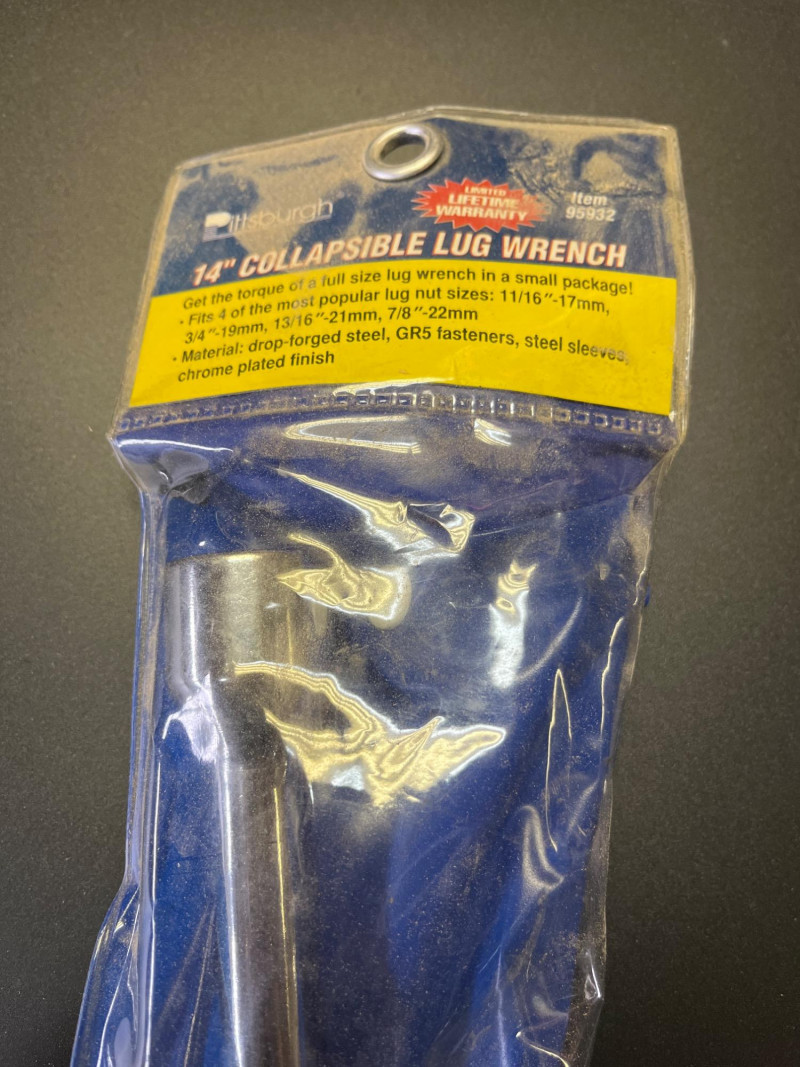 Pittsburgh
LIMITED
LIFETIME
WARRANTY
Item
95932
14" COLLAPSIBLE LUG WRENCH
Get the torque of a full size lug wrench in a small package!
• Fits 4 of the most popular lug nut sizes: 11/16"-17mm,
3/4"-19mm, 13/16"-21mm, 7/8"-22mm
• Material: drop-forged steel, GR5 fasteners, steel sleeves,
chrome plated finish